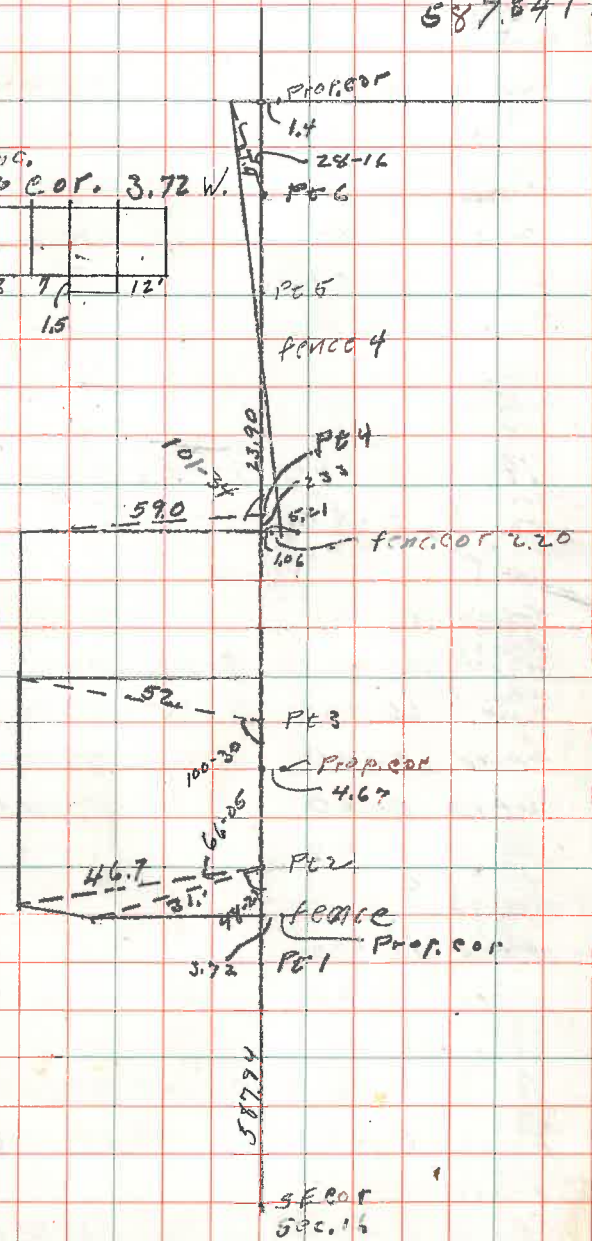 Prop.cor
1.4
28-16
cor. 3.72 W.
Pt 6
7
12'
1.5
Pt 5
fence 4
23.90
Pt 4
101-34
233
59.0
5.21
1.06
fenc.cor 2.20
52
Pt 3
100-30
Prop.cor
4.67
66-05
46.7
Pt 2
31.'
fence
Prop. cor
3.72
Pt 1
587.84
SE cor
Sec. 16